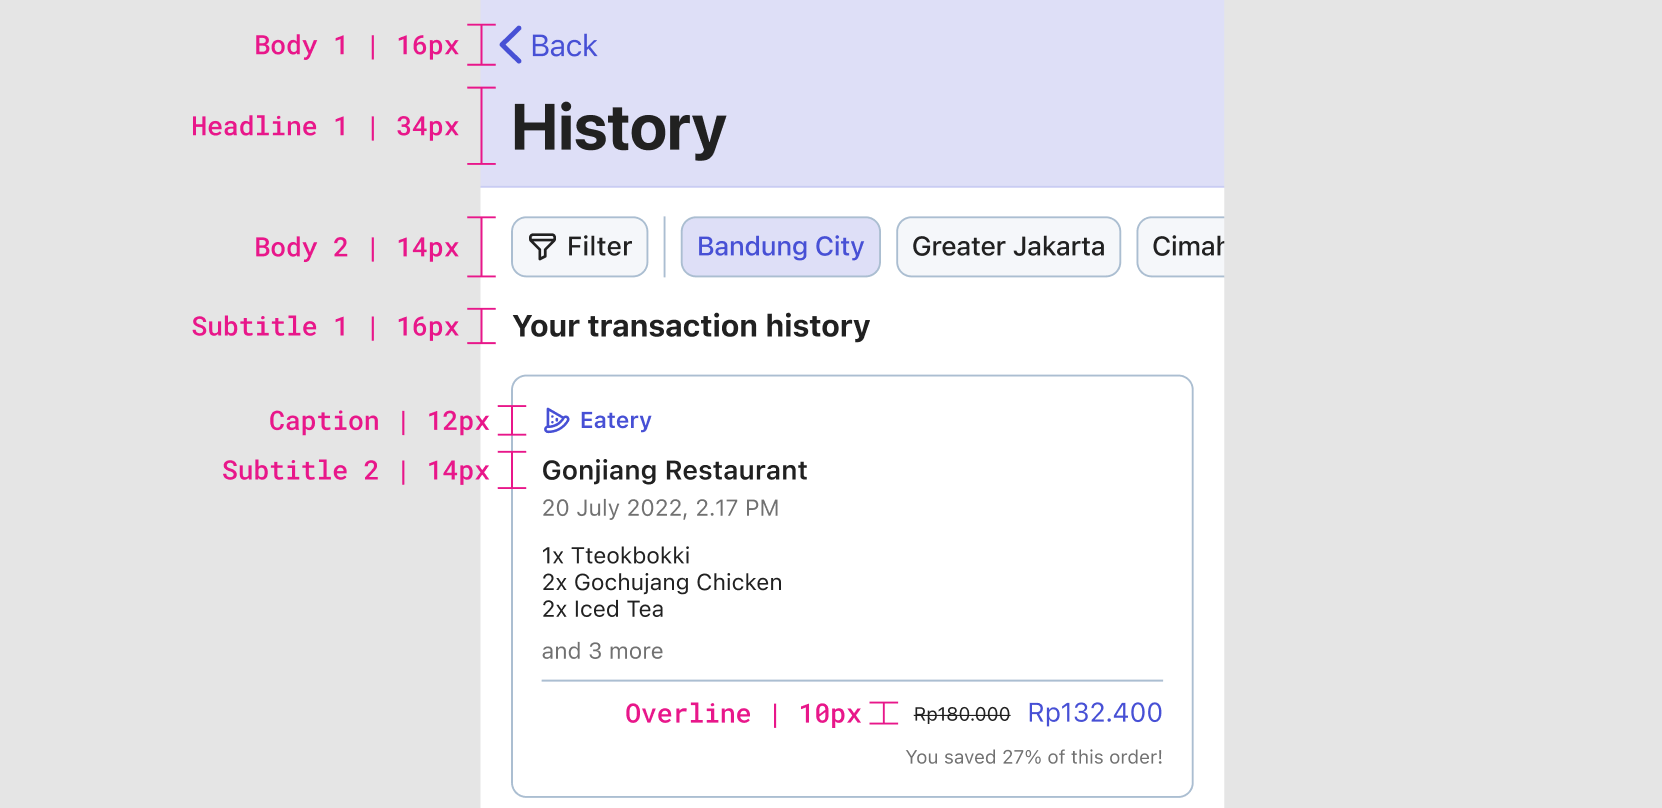 Body 1 | 16px
Back
Headline 1 | 34px
History
Body 2 | 14px
Filter
Bandung City
Greater Jakarta
Cimah
Subtitle 1 | 16px
Your transaction history
Caption | 12px
Eatery
Subtitle 2 | 14px
Gonjiang Restaurant
20 July 2022, 2.17 PM
1x Tteokbokki
2x Gochujang Chicken
2x Iced Tea
and 3 more
Overline | 10px
Rp180.000 Rp132.400
You saved 27% of this order!